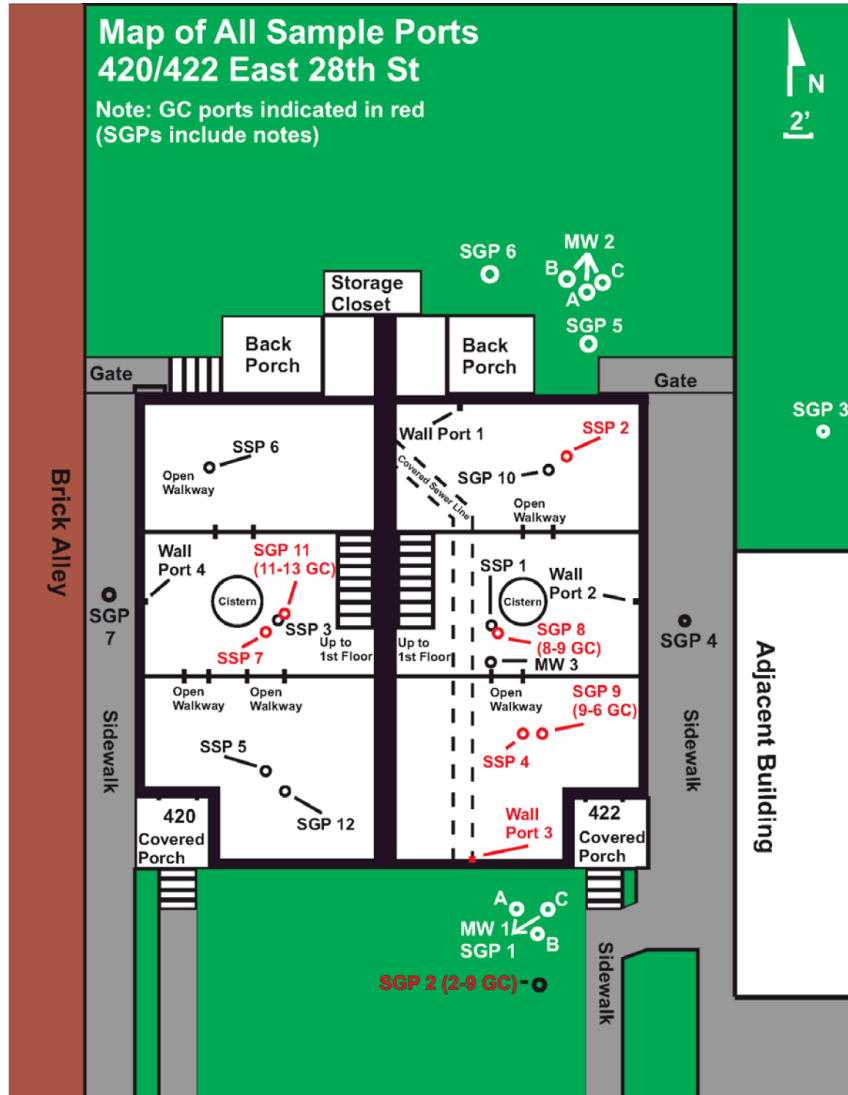 Map of All Sample Ports
420/422 East 28th St
Note: GC ports indicated in red
(SGPs include notes)
N
2'
MW 2
SGP 6
B
C
A
Storage
Closet
SGP 5
Back
Porch
Back
Porch
Gate
Gate
SGP 3
Wall Port 1
SSP 2
SSP 6
SGP 10
Open
Walkway
Covered Sewer Line
Open
Walkway
Brick Alley
Wall
Port 4
SGP 11
(11-13 GC)
SSP 1
Wall
Port 2
Cistern
Cistern
SGP
7
SSP 3
SGP 8
(8-9 GC)
SGP 4
SSP 7
Up to
1st Floor
Up to
1st Floor
MW 3
Open
Walkway
Open
Walkway
Open
Walkway
SGP 9
(9-6 GC)
Sidewalk
Sidewalk
Adjacent Building
SSP 5
SSP 4
SGP 12
Wall
Port 3
420
Covered
Porch
422
Covered
Porch
A
C
MW 1
SGP 1
B
SGP 2 (2-9 GC)
Sidewalk